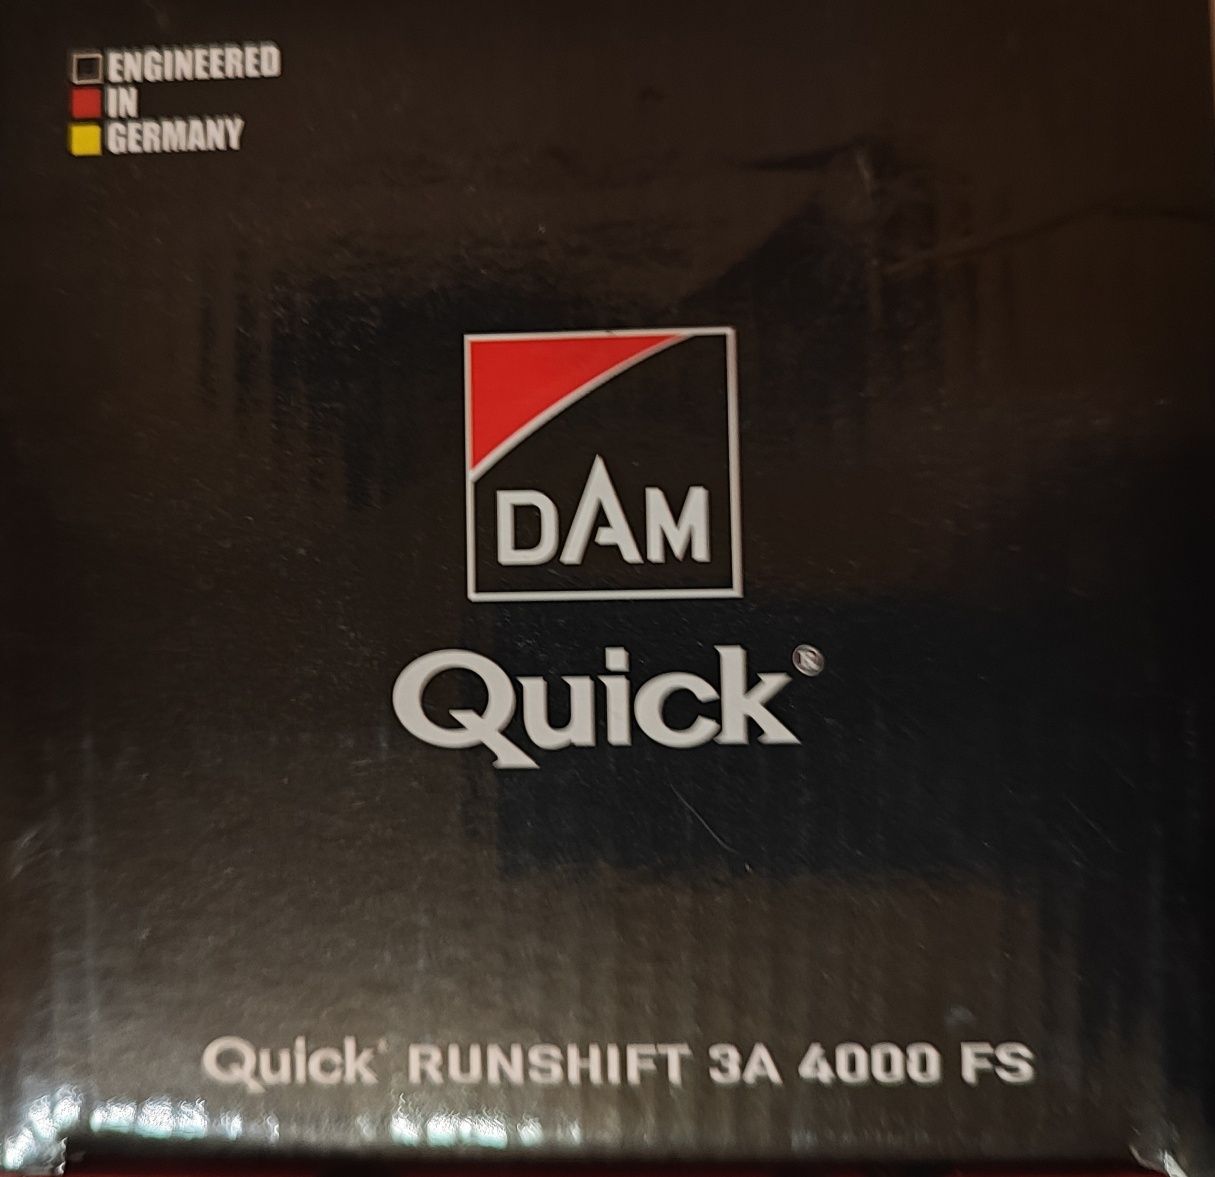 ENGINEERED
IN
GERMANY
DAM
Quick®
Quick® RUNSHIFT 3A 4000 FS